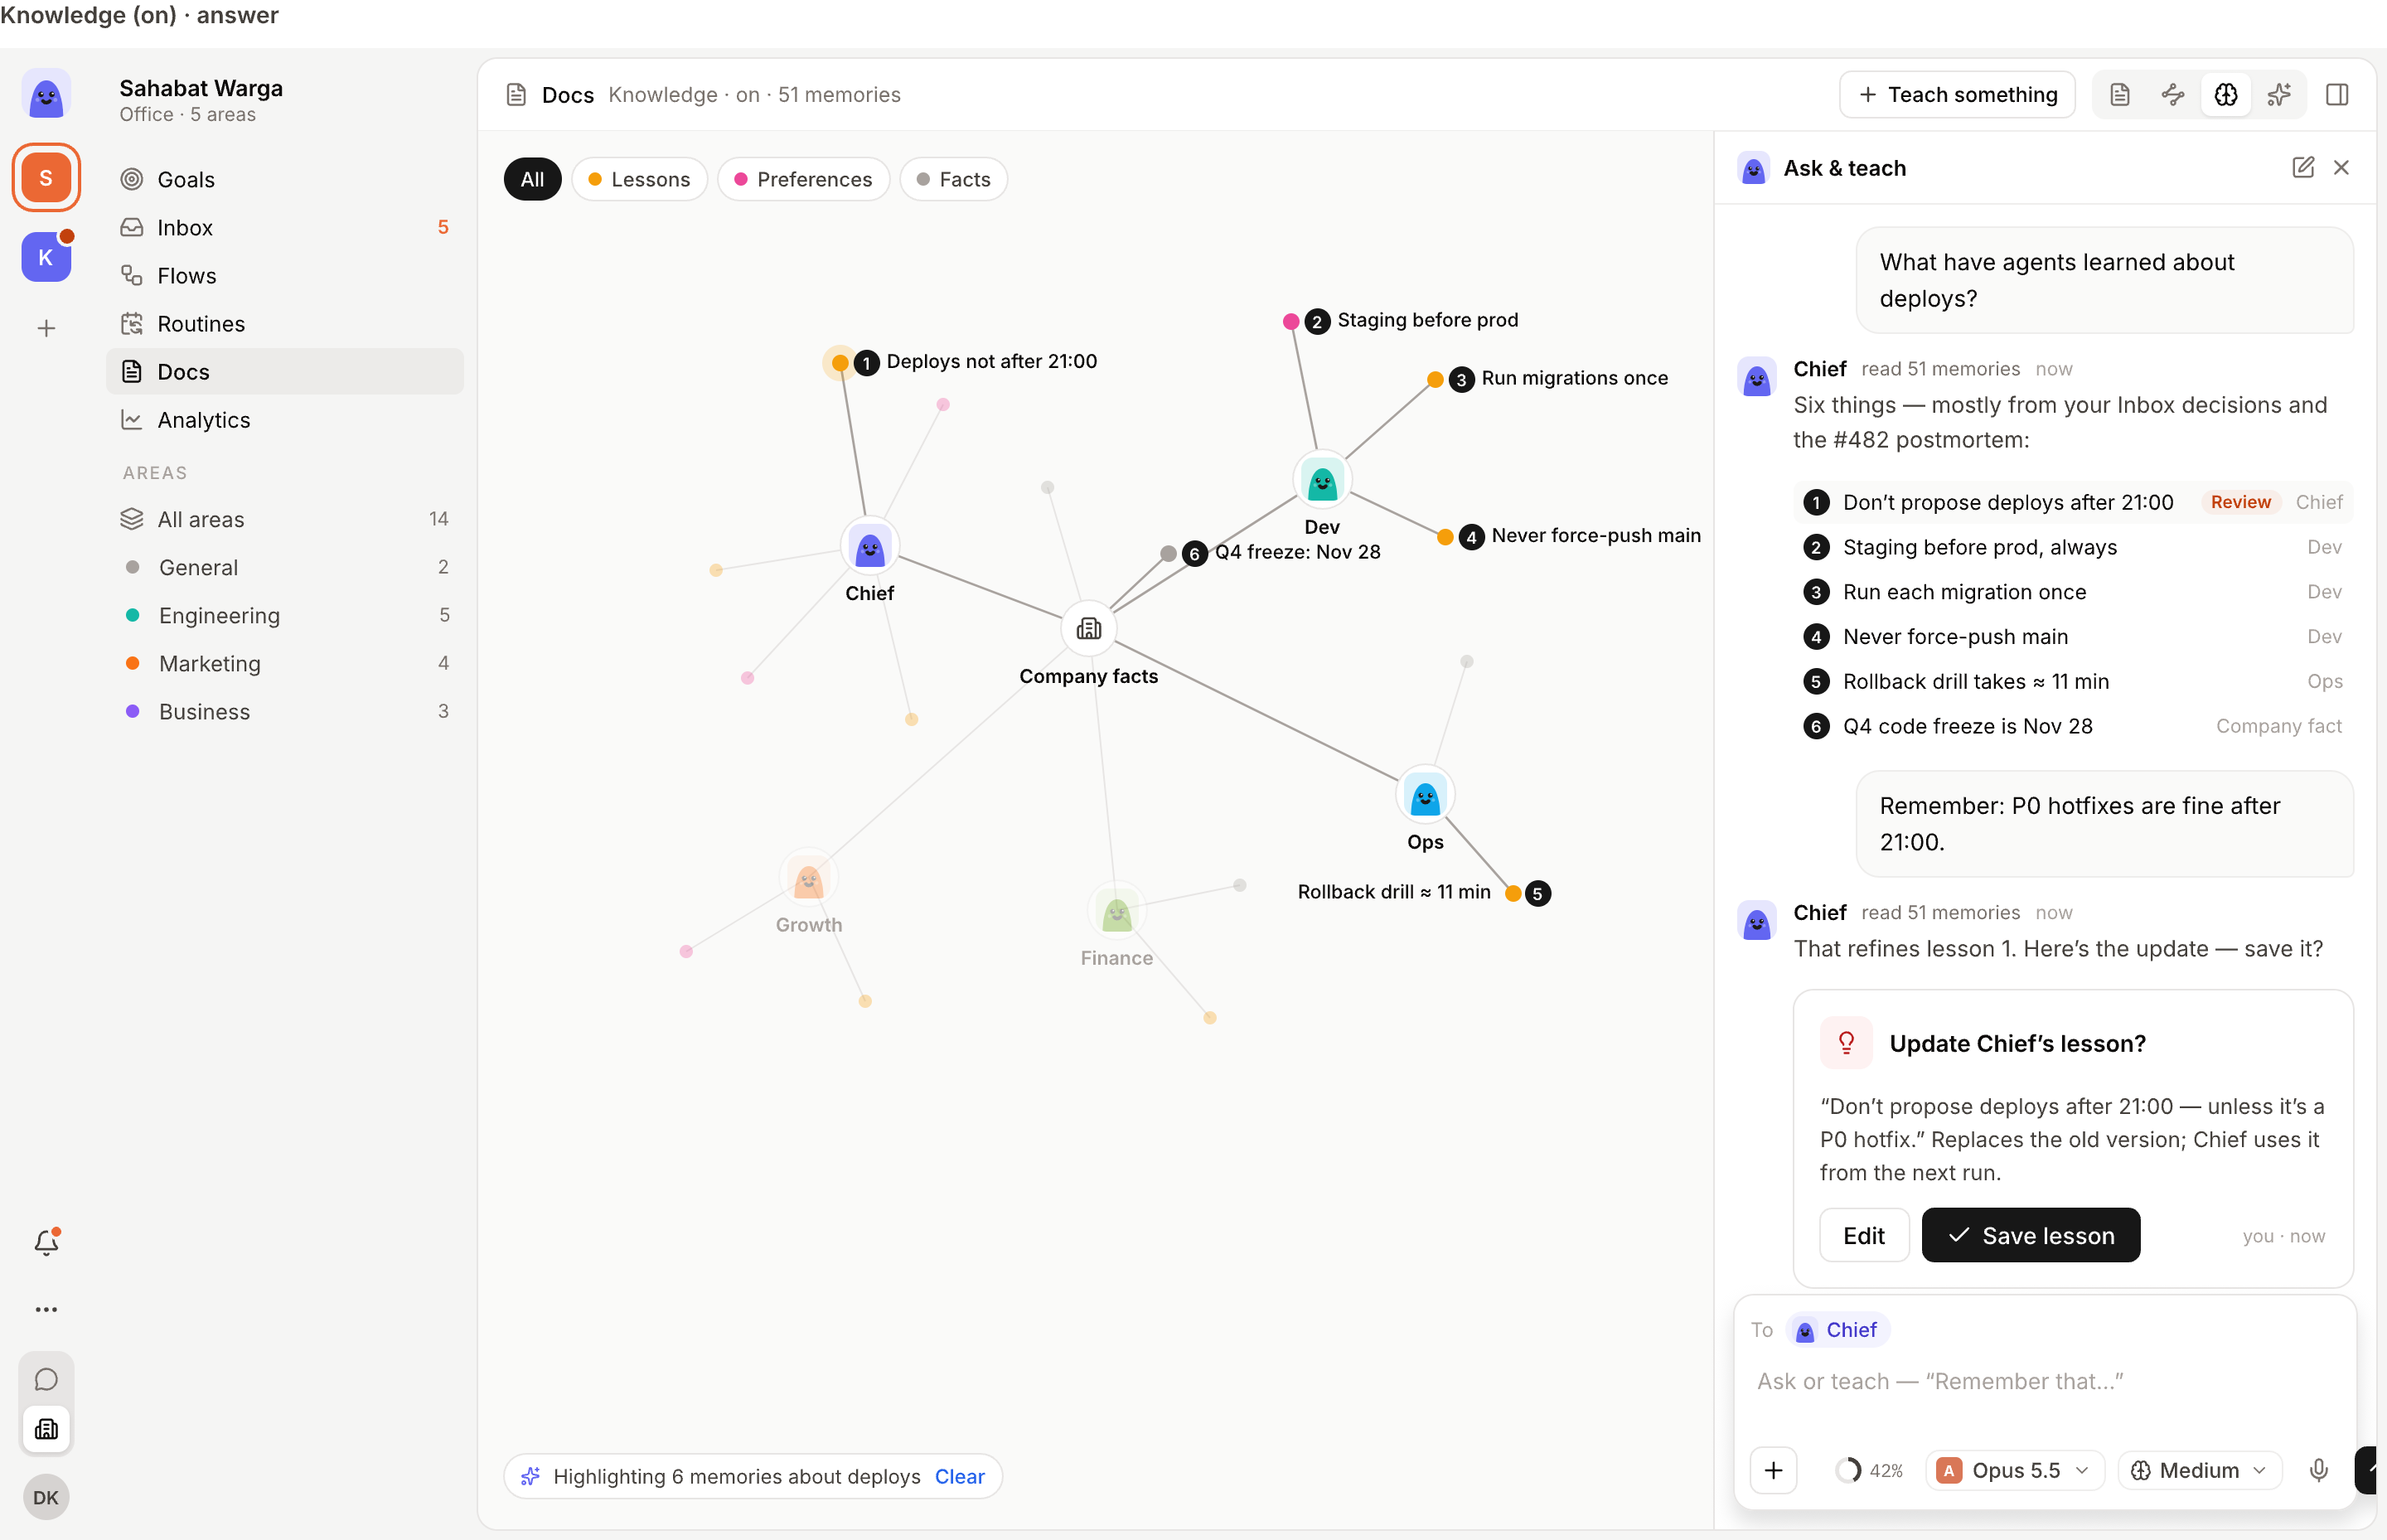 Knowledge (on) · answer
Sahabat Warga
Office · 5 areas
S
K
Goals
Inbox 5
Flows
Routines
Docs
Analytics
AREAS
All areas 14
General 2
Engineering 5
Marketing 4
Business 3
DK
Docs Knowledge · on · 51 memories
Teach something
All Lessons Preferences Facts
2 Staging before prod
1 Deploys not after 21:00
3 Run migrations once
Dev
4 Never force-push main
6 Q4 freeze: Nov 28
Chief
Company facts
Ops
Rollback drill ≈ 11 min 5
Growth
Finance
Highlighting 6 memories about deploys Clear
Ask & teach
What have agents learned about
deploys?
Chief read 51 memories now
Six things — mostly from your Inbox decisions and
the #482 postmortem:
1 Don’t propose deploys after 21:00 Review Chief
2 Staging before prod, always Dev
3 Run each migration once Dev
4 Never force-push main Dev
5 Rollback drill takes ≈ 11 min Ops
6 Q4 code freeze is Nov 28 Company fact
Remember: P0 hotfixes are fine after
21:00.
Chief read 51 memories now
That refines lesson 1. Here’s the update — save it?
Update Chief’s lesson?
“Don’t propose deploys after 21:00 — unless it’s a
P0 hotfix.” Replaces the old version; Chief uses it
from the next run.
Edit Save lesson you · now
To Chief
Ask or teach — “Remember that...”
42% A Opus 5.5 Medium